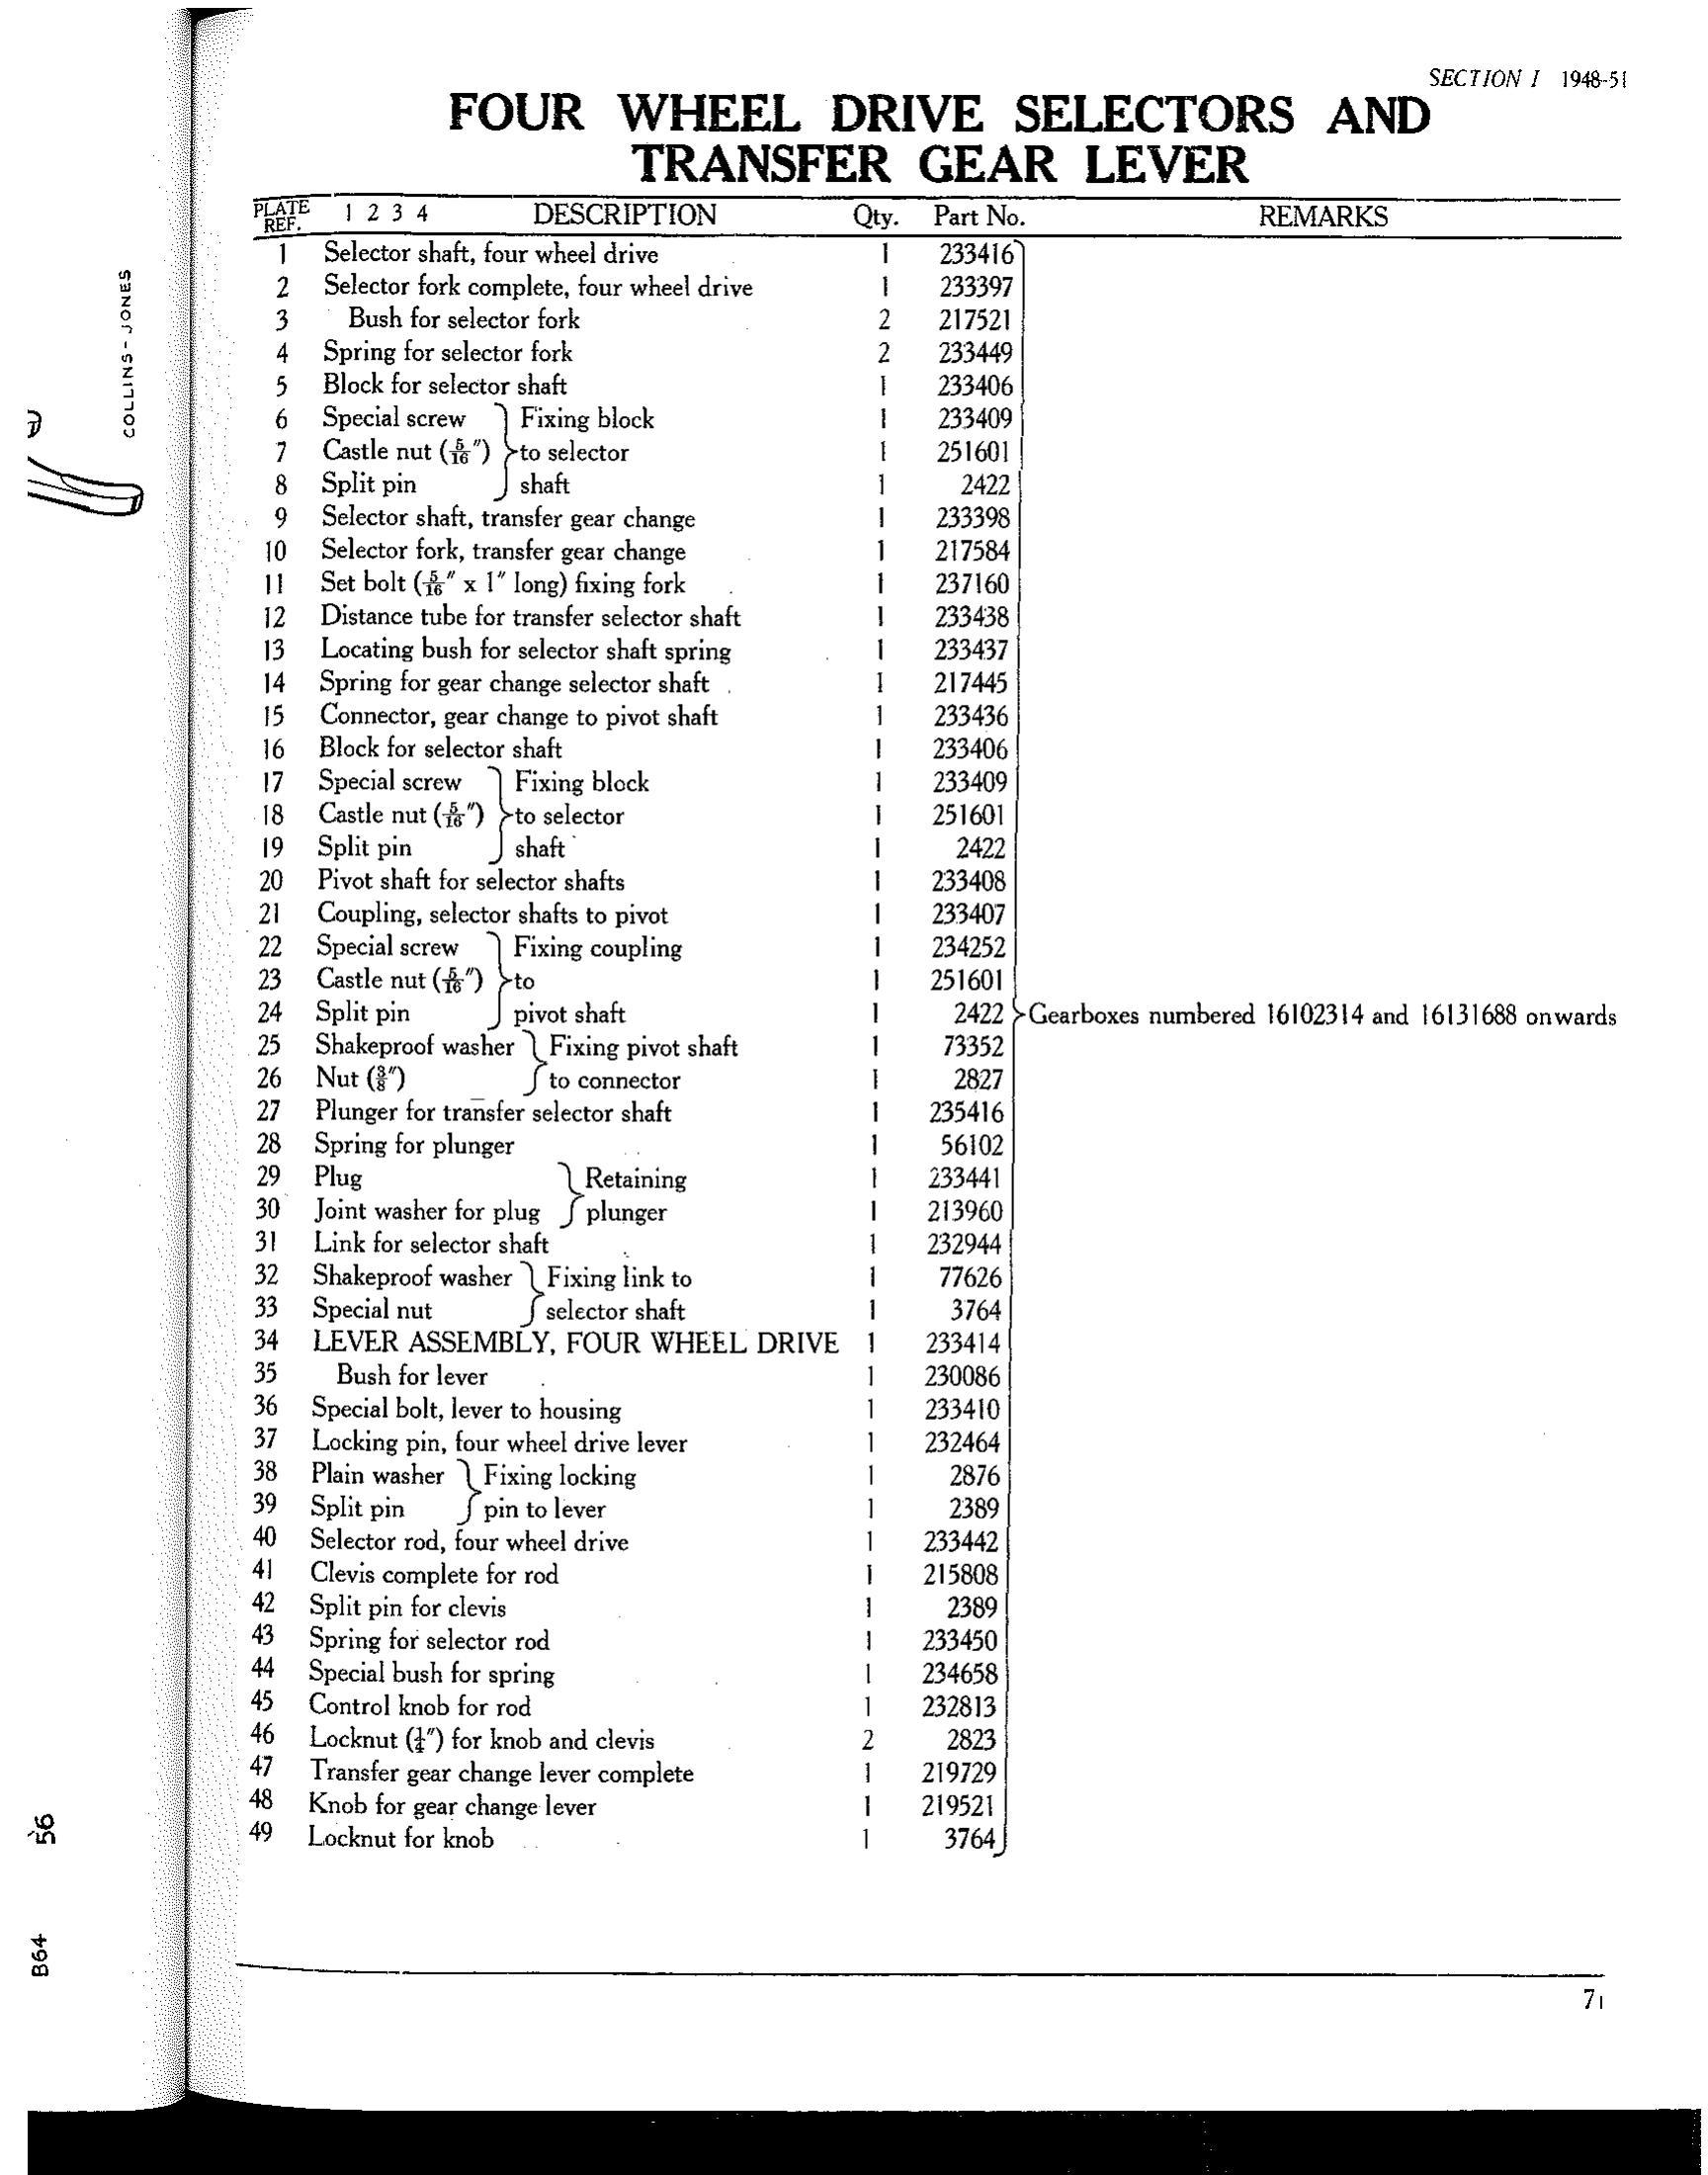 COLLINS-JONES
B64 56
SECTION I 1948-51
FOUR WHEEL DRIVE SELECTORS AND
TRANSFER GEAR LEVER
PLATE REF. 1 2 3 4 DESCRIPTION Qty. Part No. REMARKS
1 Selector shaft, four wheel drive 1 233416
2 Selector fork complete, four wheel drive 1 233397
3 Bush for selector fork 2 217521
4 Spring for selector fork 2 233449
5 Block for selector shaft 1 233406
6 Special screw } Fixing block 1 233409
7 Castle nut (5/16″) } to selector 1 251601
8 Split pin } shaft 1 2422
9 Selector shaft, transfer gear change 1 233398
10 Selector fork, transfer gear change 1 217584
11 Set bolt (5/16″ x 1″ long) fixing fork 1 237160
12 Distance tube for transfer selector shaft 1 233438
13 Locating bush for selector shaft spring 1 233437
14 Spring for gear change selector shaft 1 217445
15 Connector, gear change to pivot shaft 1 233436
16 Block for selector shaft 1 233406
17 Special screw } Fixing block 1 233409
18 Castle nut (5/16″) } to selector 1 251601
19 Split pin } shaft 1 2422
20 Pivot shaft for selector shafts 1 233408
21 Coupling, selector shafts to pivot 1 233407
22 Special screw } Fixing coupling 1 234252
23 Castle nut (5/16″) } to 1 251601
24 Split pin } pivot shaft 1 2422 } Gearboxes numbered 16102314 and 16131688 onwards
25 Shakeproof washer } Fixing pivot shaft 1 73352
26 Nut (3/8″) } to connector 1 2827
27 Plunger for transfer selector shaft 1 235416
28 Spring for plunger 1 56102
29 Plug } Retaining 1 233441
30 Joint washer for plug } plunger 1 213960
31 Link for selector shaft 1 232944
32 Shakeproof washer } Fixing link to 1 77626
33 Special nut } selector shaft 1 3764
34 LEVER ASSEMBLY, FOUR WHEEL DRIVE 1 233414
35 Bush for lever 1 230086
36 Special bolt, lever to housing 1 233410
37 Locking pin, four wheel drive lever 1 232464
38 Plain washer } Fixing locking 1 2876
39 Split pin } pin to lever 1 2389
40 Selector rod, four wheel drive 1 233442
41 Clevis complete for rod 1 215808
42 Split pin for clevis 1 2389
43 Spring for selector rod 1 233450
44 Special bush for spring 1 234658
45 Control knob for rod 1 232813
46 Locknut (1/4″) for knob and clevis 2 2823
47 Transfer gear change lever complete 1 219729
48 Knob for gear change lever 1 219521
49 Locknut for knob 1 3764
71